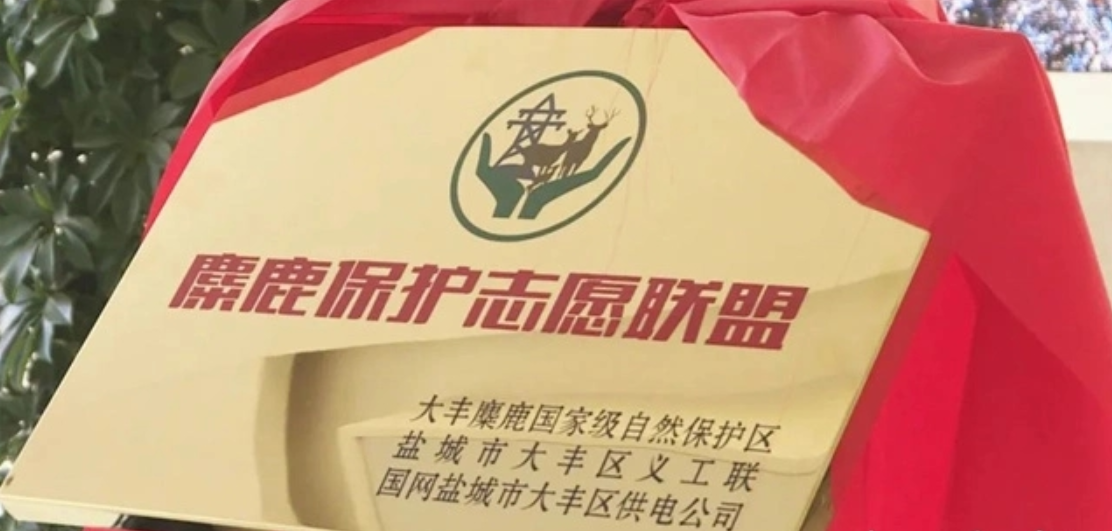 麋鹿保护志愿联盟
大丰麋鹿国家级自然保护区
盐城市大丰区义工联
国网盐城市大丰区供电公司